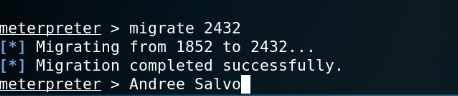 meterpreter > migrate 2432
[*] Migrating from 1852 to 2432...
[*] Migration completed successfully.
meterpreter > Andree Salvo